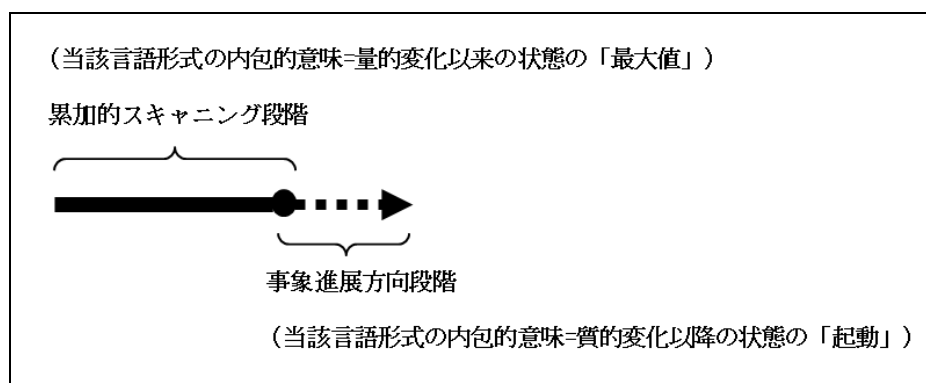 （当該言語形式の内包的意味=量的変化以来の状態の「最大値」）
累加的スキャニング段階
事象進展方向段階
（当該言語形式の内包的意味=質的変化以降の状態の「起動」）